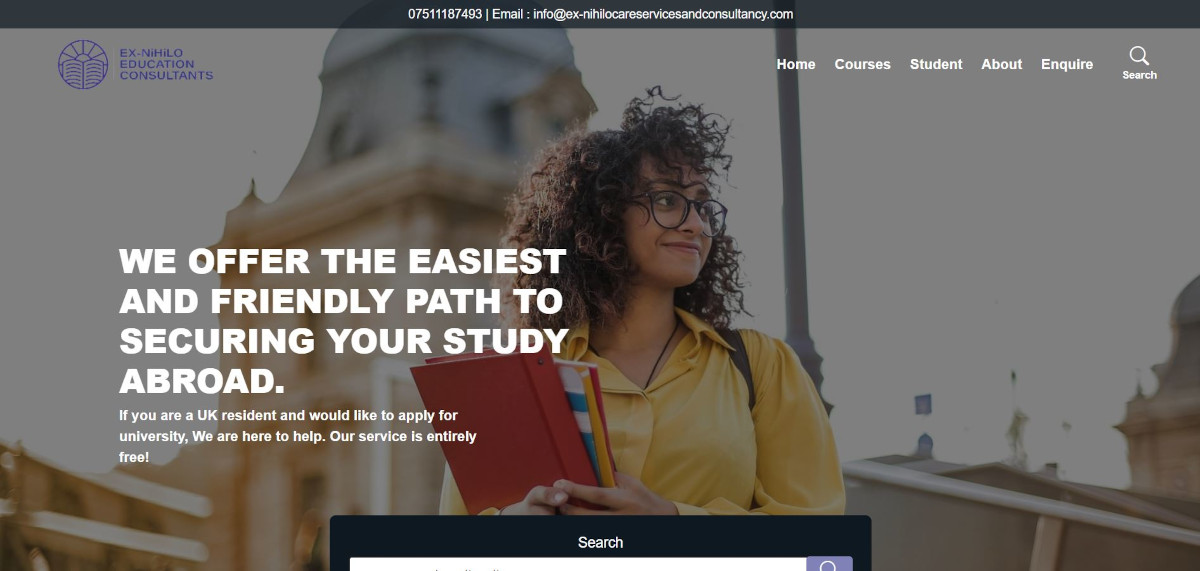 07511187493 | Email : info@ex-nihilocareservicesandconsultancy.com
EX-NiHiLO
EDUCATION
CONSULTANTS
Home Courses Student About Enquire
Search
WE OFFER THE EASIEST
AND FRIENDLY PATH TO
SECURING YOUR STUDY
ABROAD.
If you are a UK resident and would like to apply for
university, We are here to help. Our service is entirely
free!
Search